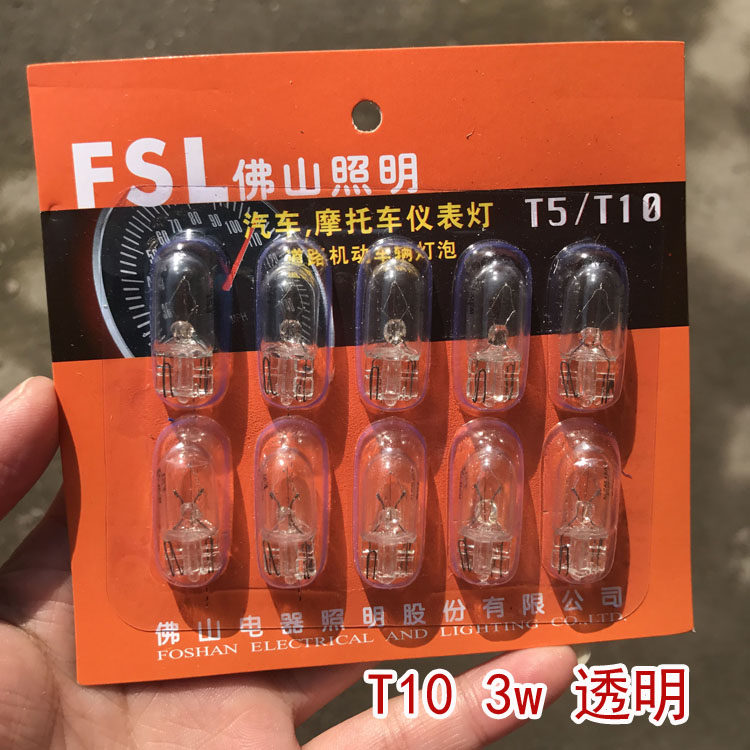 FSL 佛山照明
汽车,摩托车仪表灯 T5/T10
道路机动车辆灯泡
佛山电器照明股份有限公司
FOSHAN ELECTRICAL AND LIGHTING CO.,LTD.
T10 3w 透明